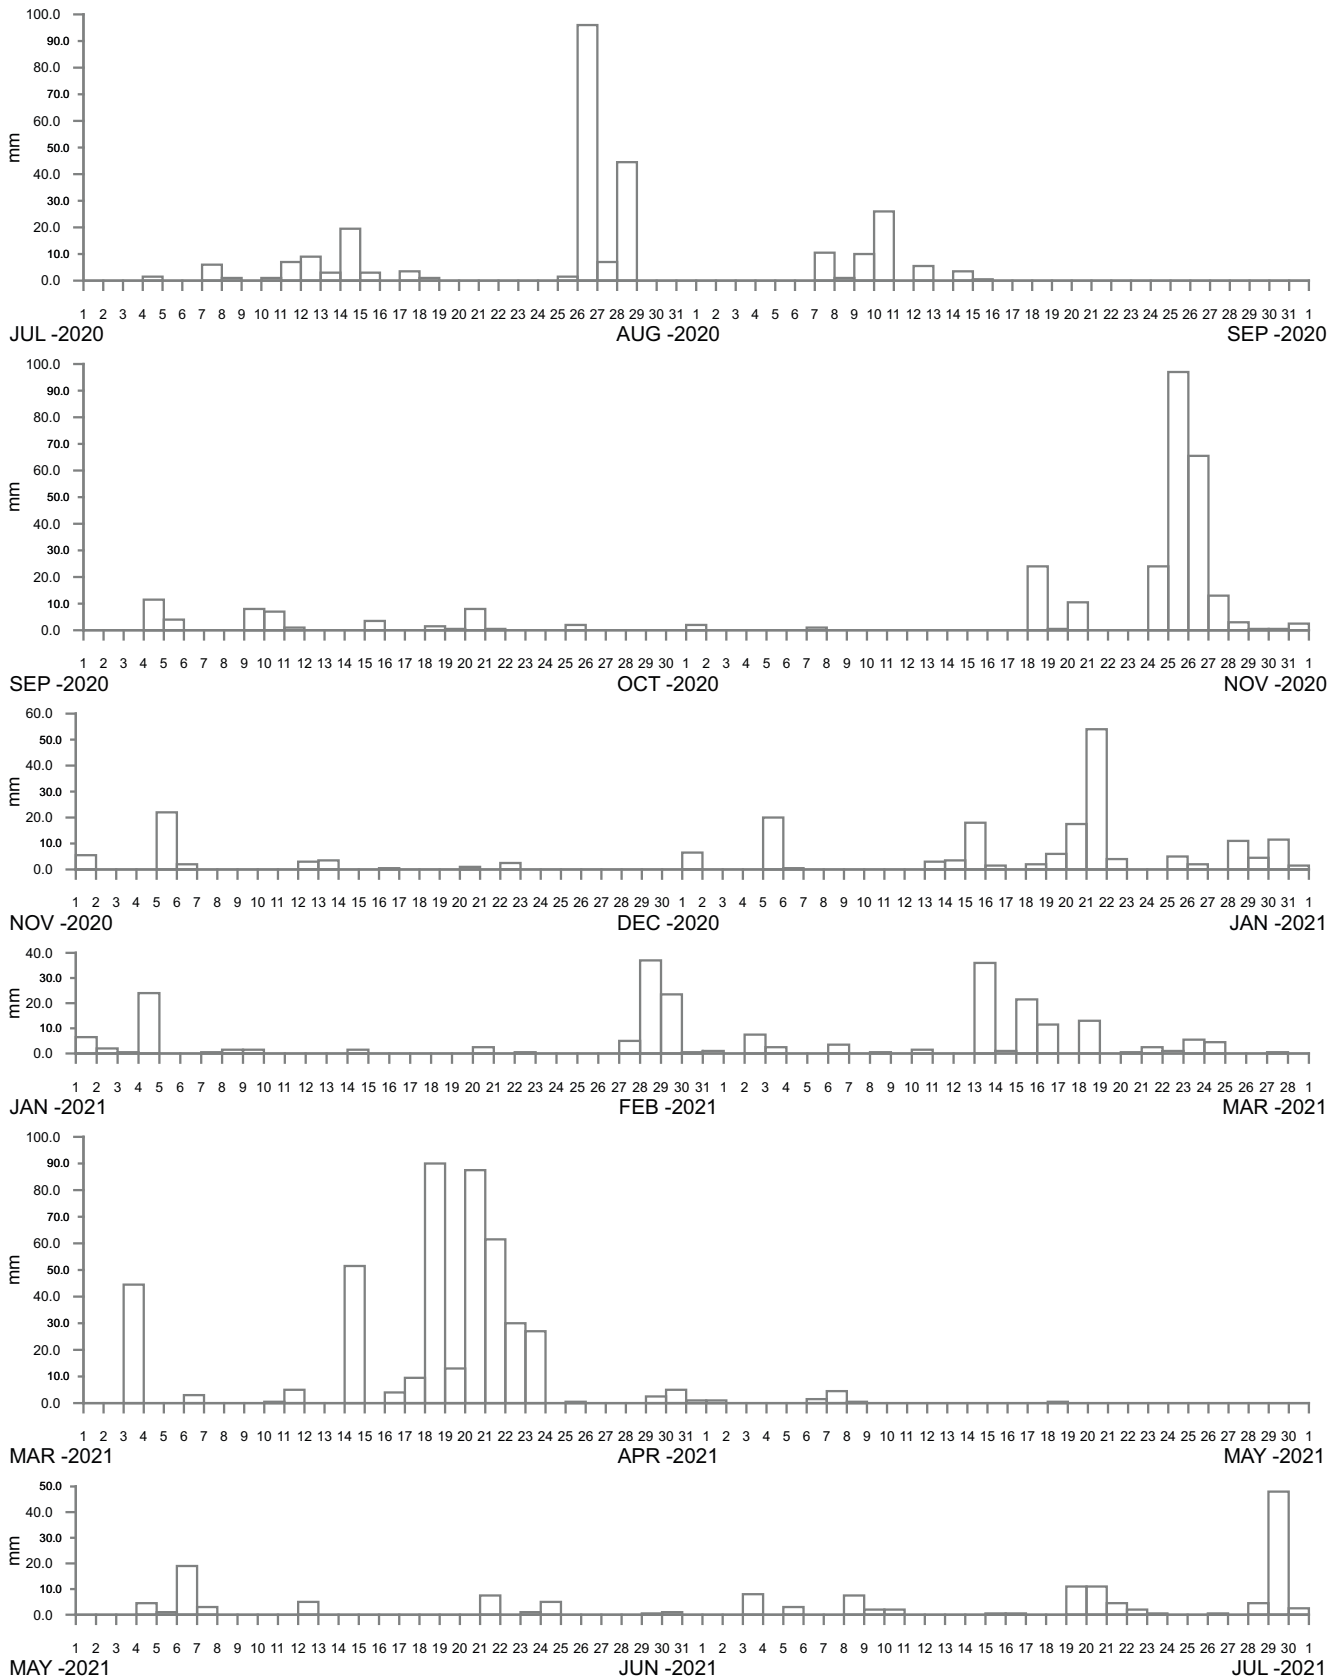 100.0
90.0
80.0
70.0
60.0
50.0
40.0
30.0
20.0
10.0
0.0
mm
1 2 3 4 5 6 7 8 9 10 11 12 13 14 15 16 17 18 19 20 21 22 23 24 25 26 27 28 29 30 31 1 2 3 4 5 6 7 8 9 10 11 12 13 14 15 16 17 18 19 20 21 22 23 24 25 26 27 28 29 30 31 1
JUL -2020 AUG -2020 SEP -2020
100.0
90.0
80.0
70.0
60.0
50.0
40.0
30.0
20.0
10.0
0.0
mm
1 2 3 4 5 6 7 8 9 10 11 12 13 14 15 16 17 18 19 20 21 22 23 24 25 26 27 28 29 30 1 2 3 4 5 6 7 8 9 10 11 12 13 14 15 16 17 18 19 20 21 22 23 24 25 26 27 28 29 30 31 1
SEP -2020 OCT -2020 NOV -2020
60.0
50.0
40.0
30.0
20.0
10.0
0.0
mm
1 2 3 4 5 6 7 8 9 10 11 12 13 14 15 16 17 18 19 20 21 22 23 24 25 26 27 28 29 30 1 2 3 4 5 6 7 8 9 10 11 12 13 14 15 16 17 18 19 20 21 22 23 24 25 26 27 28 29 30 31 1
NOV -2020 DEC -2020 JAN -2021
40.0
30.0
20.0
10.0
0.0
mm
1 2 3 4 5 6 7 8 9 10 11 12 13 14 15 16 17 18 19 20 21 22 23 24 25 26 27 28 29 30 31 1 2 3 4 5 6 7 8 9 10 11 12 13 14 15 16 17 18 19 20 21 22 23 24 25 26 27 28 1
JAN -2021 FEB -2021 MAR -2021
100.0
90.0
80.0
70.0
60.0
50.0
40.0
30.0
20.0
10.0
0.0
mm
1 2 3 4 5 6 7 8 9 10 11 12 13 14 15 16 17 18 19 20 21 22 23 24 25 26 27 28 29 30 31 1 2 3 4 5 6 7 8 9 10 11 12 13 14 15 16 17 18 19 20 21 22 23 24 25 26 27 28 29 30 1
MAR -2021 APR -2021 MAY -2021
50.0
40.0
30.0
20.0
10.0
0.0
mm
1 2 3 4 5 6 7 8 9 10 11 12 13 14 15 16 17 18 19 20 21 22 23 24 25 26 27 28 29 30 31 1 2 3 4 5 6 7 8 9 10 11 12 13 14 15 16 17 18 19 20 21 22 23 24 25 26 27 28 29 30 1
MAY -2021 JUN -2021 JUL -2021